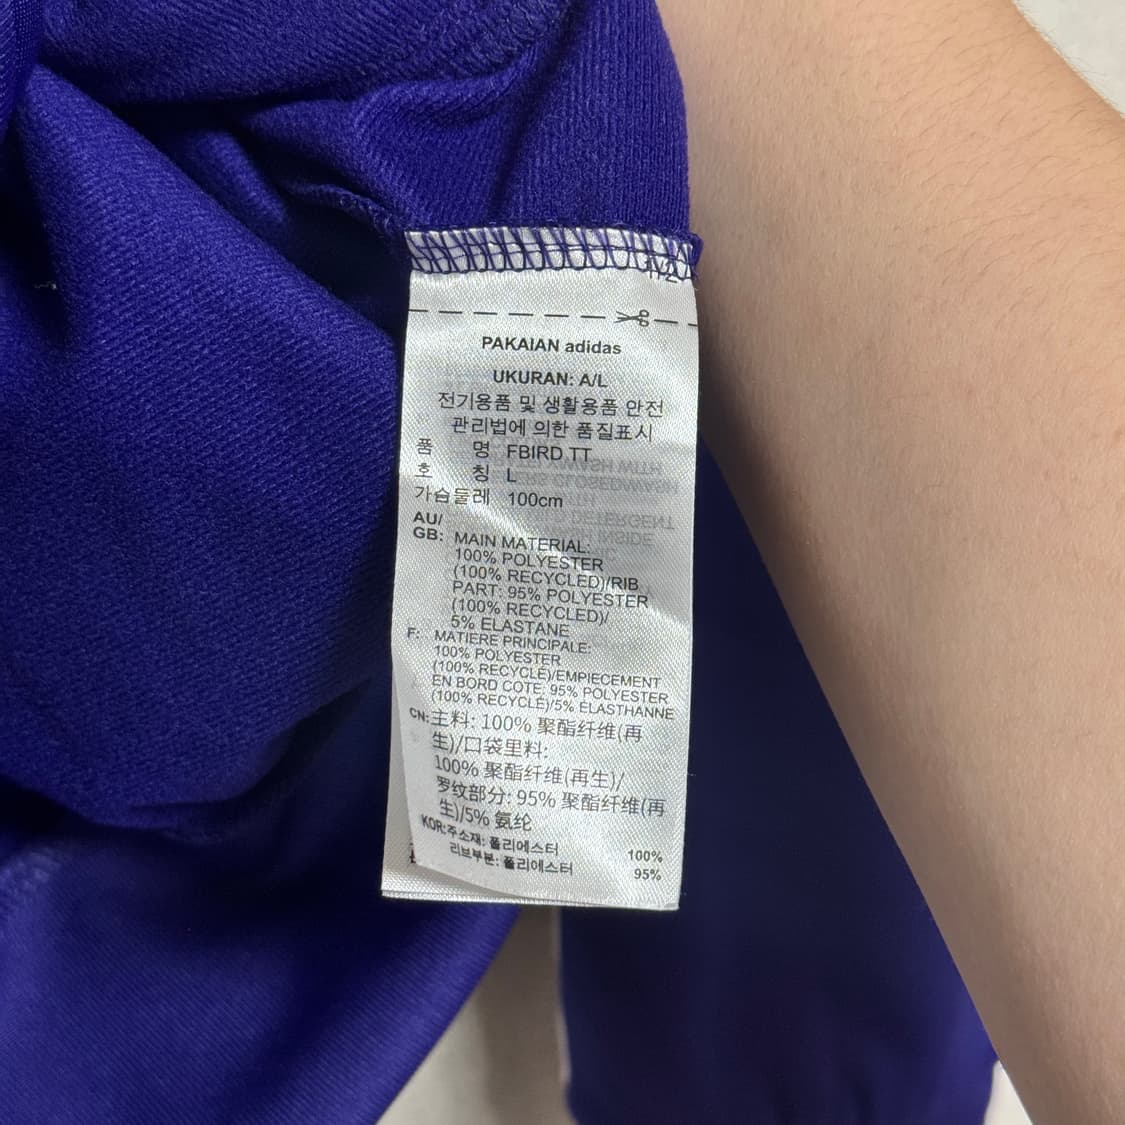 1/2
PAKAIAN adidas
UKURAN: A/L
전기용품 및 생활용품 안전
관리법에 의한 품질표시
품 명 FBIRD TT
호 칭 L
가슴둘레 100cm
AU/
GB: MAIN MATERIAL:
100% POLYESTER
(100% RECYCLED)/RIB
PART: 95% POLYESTER
(100% RECYCLED)/
5% ELASTANE
F: MATIERE PRINCIPALE:
100% POLYESTER
(100% RECYCLÉ)/EMPIECEMENT
EN BORD COTE: 95% POLYESTER
(100% RECYCLÉ)/5% ELASTHANNE
CN: 主料: 100% 聚酯纤维(再
生)/口袋里料:
100% 聚酯纤维(再生)/
罗纹部分: 95% 聚酯纤维(再
生)/5% 氨纶
KOR: 주소재: 폴리에스터 100%
리브부분: 폴리에스터 95%